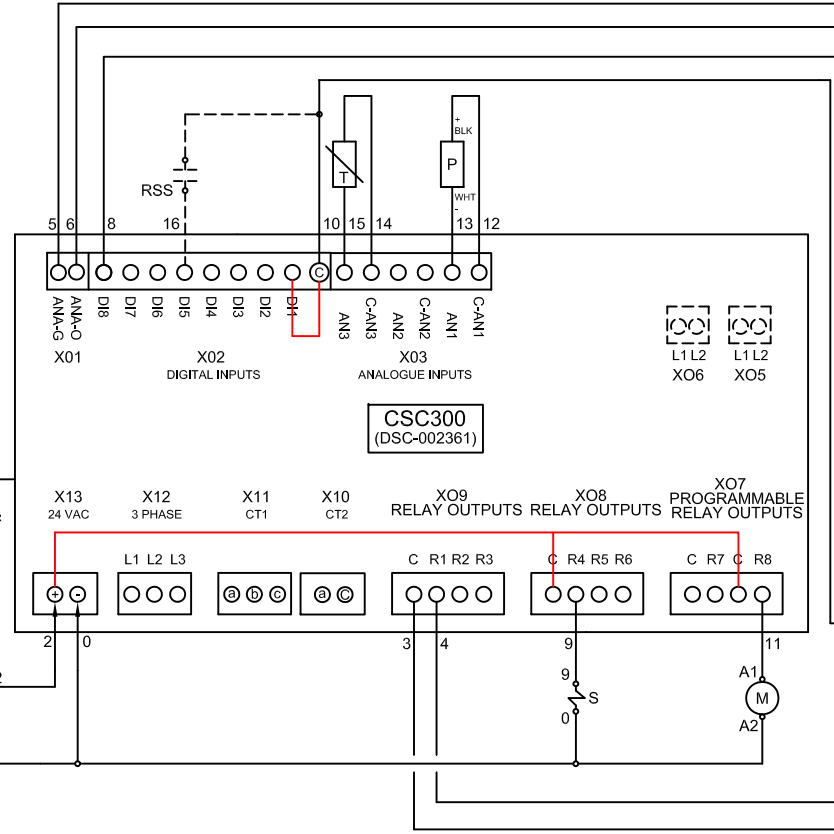 +
BLK
P
T
WHT
-
RSS
5 6 8 16 10 15 14 13 12
C
ANA-G ANA-O DI8 DI7 DI6 DI5 DI4 DI3 DI2 DI1 AN3 C-AN3 AN2 C-AN2 AN1 C-AN1
X01 X02 X03
DIGITAL INPUTS ANALOGUE INPUTS
L1 L2 L1 L2
XO6 XO5
CSC300
(DSC-002361)
X13 X12 X11 X10 XO9 XO8 XO7
24 VAC 3 PHASE CT1 CT2 RELAY OUTPUTS RELAY OUTPUTS PROGRAMMABLE
RELAY OUTPUTS
L1 L2 L3 C R1 R2 R3 C R4 R5 R6 C R7 C R8
+ - a b c a C
2 0 3 4 9 11
2
9 A1
S M
0 A2